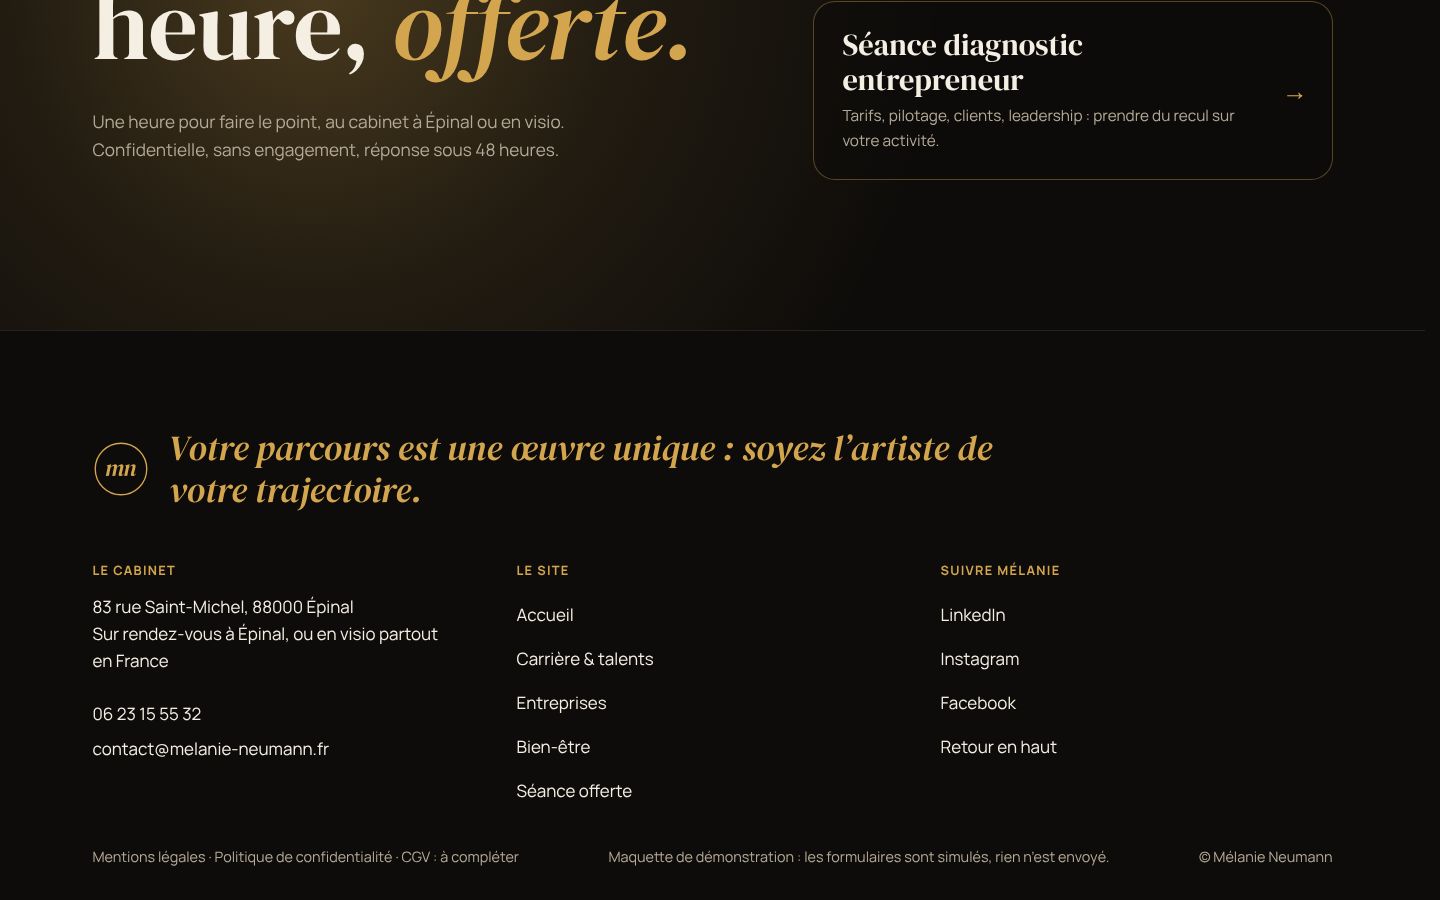 heure, offerte.
Une heure pour faire le point, au cabinet à Épinal ou en visio.
Confidentielle, sans engagement, réponse sous 48 heures.
Séance diagnostic
entrepreneur
Tarifs, pilotage, clients, leadership : prendre du recul sur
votre activité.
→
mn
Votre parcours est une œuvre unique : soyez l’artiste de
votre trajectoire.
LE CABINET
83 rue Saint-Michel, 88000 Épinal
Sur rendez-vous à Épinal, ou en visio partout
en France
06 23 15 55 32
contact@melanie-neumann.fr
LE SITE
Accueil
Carrière & talents
Entreprises
Bien-être
Séance offerte
SUIVRE MÉLANIE
LinkedIn
Instagram
Facebook
Retour en haut
Mentions légales · Politique de confidentialité · CGV : à compléter
Maquette de démonstration : les formulaires sont simulés, rien n’est envoyé.
© Mélanie Neumann